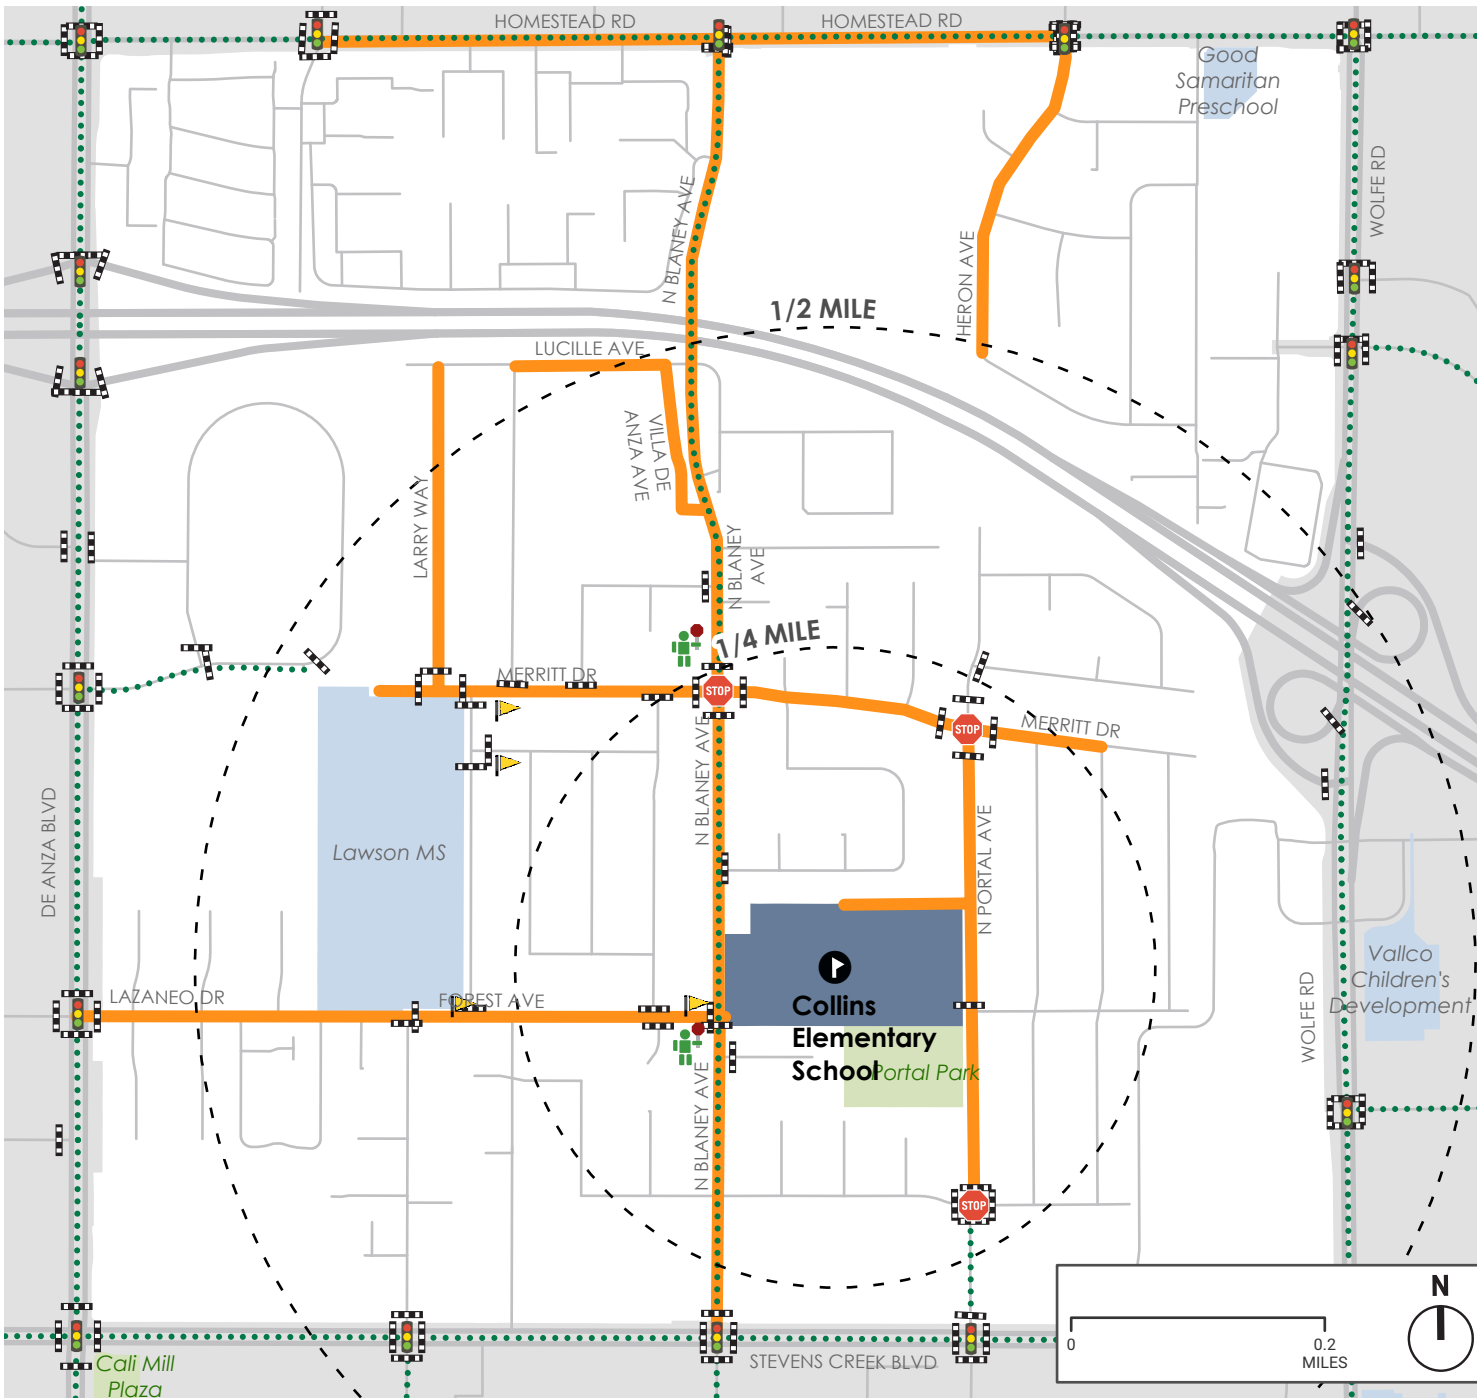 HOMESTEAD RD
HOMESTEAD RD
Good
Samaritan
Preschool
WOLFE RD
N BLANEY AVE
HERON AVE
1/2 MILE
LUCILLE AVE
VILLA DE
ANZA AVE
LARRY WAY
N BLANEY
AVE
1/4 MILE
MERRITT DR
STOP
STOP
MERRITT DR
N BLANEY AVE
N PORTAL AVE
DE ANZA BLVD
Lawson MS
LAZANEO DR
FOREST AVE
Collins
Elementary
School
Portal Park
Vallco
Children's
Development
WOLFE RD
N BLANEY AVE
STOP
N
0
0.2
MILES
STEVENS CREEK BLVD
Cali Mill
Plaza